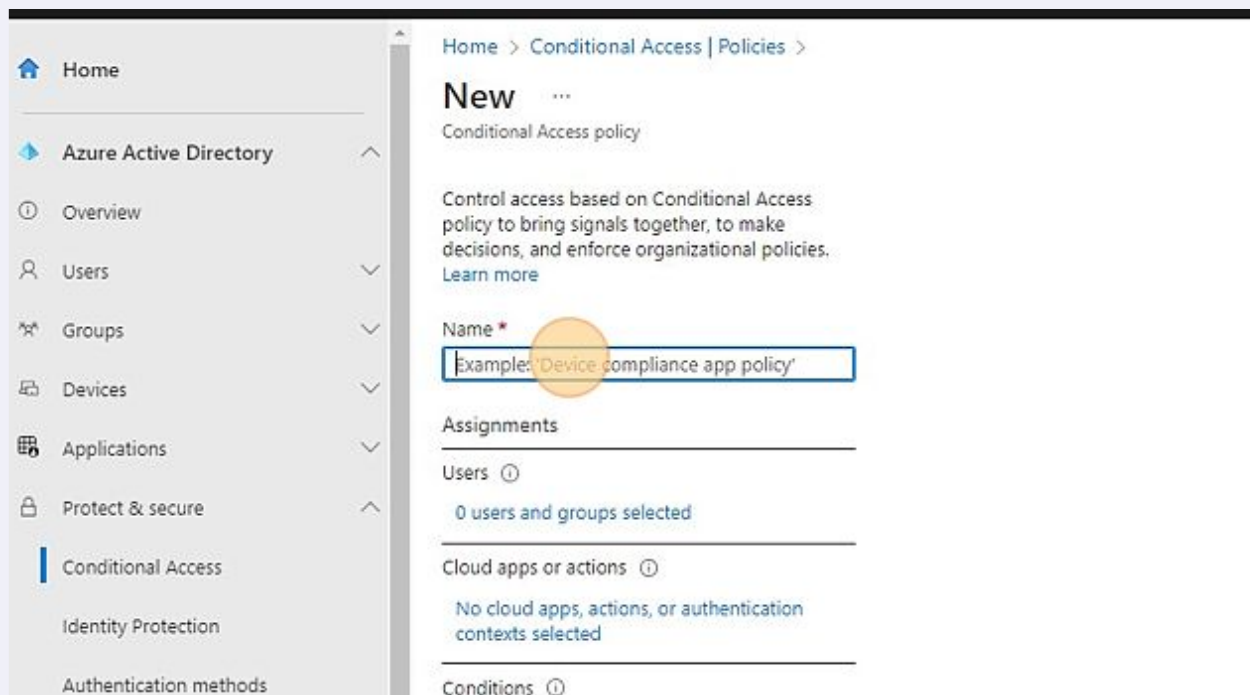 Home
Azure Active Directory
Overview
Users
Groups
Devices
Applications
Protect & secure
Conditional Access
Identity Protection
Authentication methods
Home > Conditional Access | Policies >
New ...
Conditional Access policy
Control access based on Conditional Access
policy to bring signals together, to make
decisions, and enforce organizational policies.
Learn more
Name *
Example: 'Device compliance app policy'
Assignments
Users
0 users and groups selected
Cloud apps or actions
No cloud apps, actions, or authentication
contexts selected
Conditions